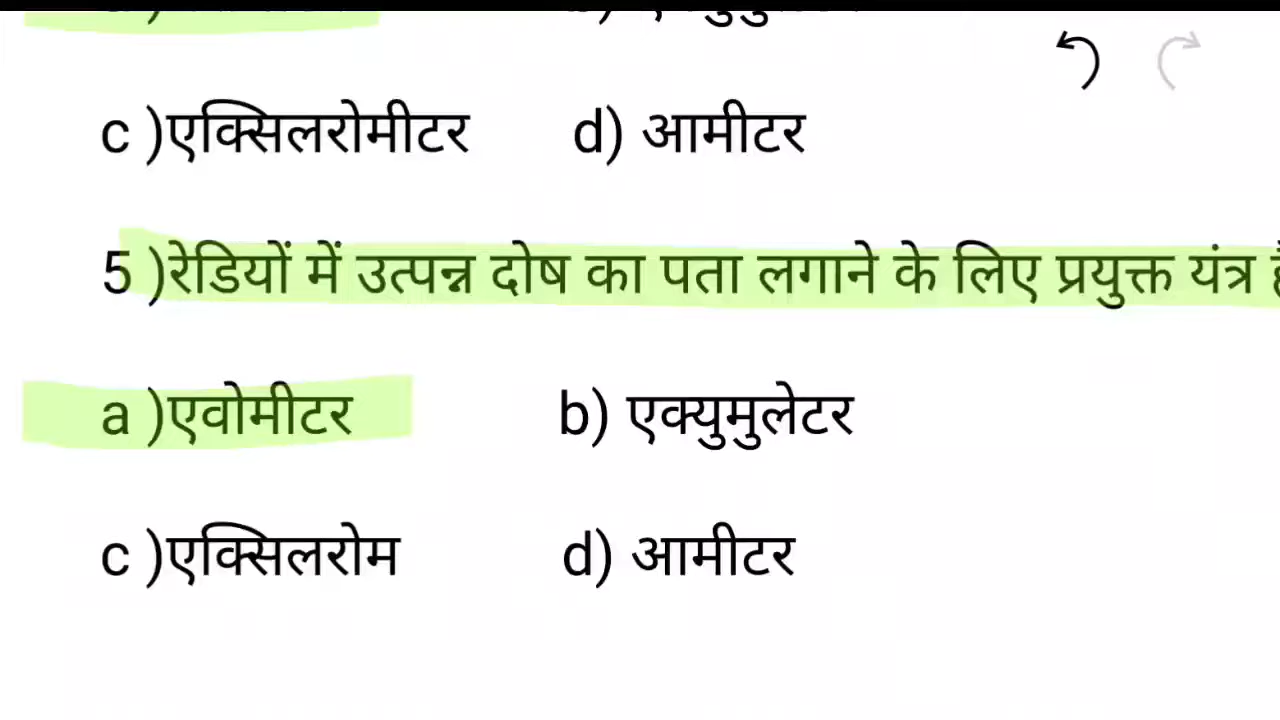 c )एक्सिलरोमीटर d) आमीटर
5 )रेडियों में उत्पन्न दोष का पता लगाने के लिए प्रयुक्त यंत्र
a )एवोमीटर b) एक्युमुलेटर
c )एक्सिलरोम d) आमीटर